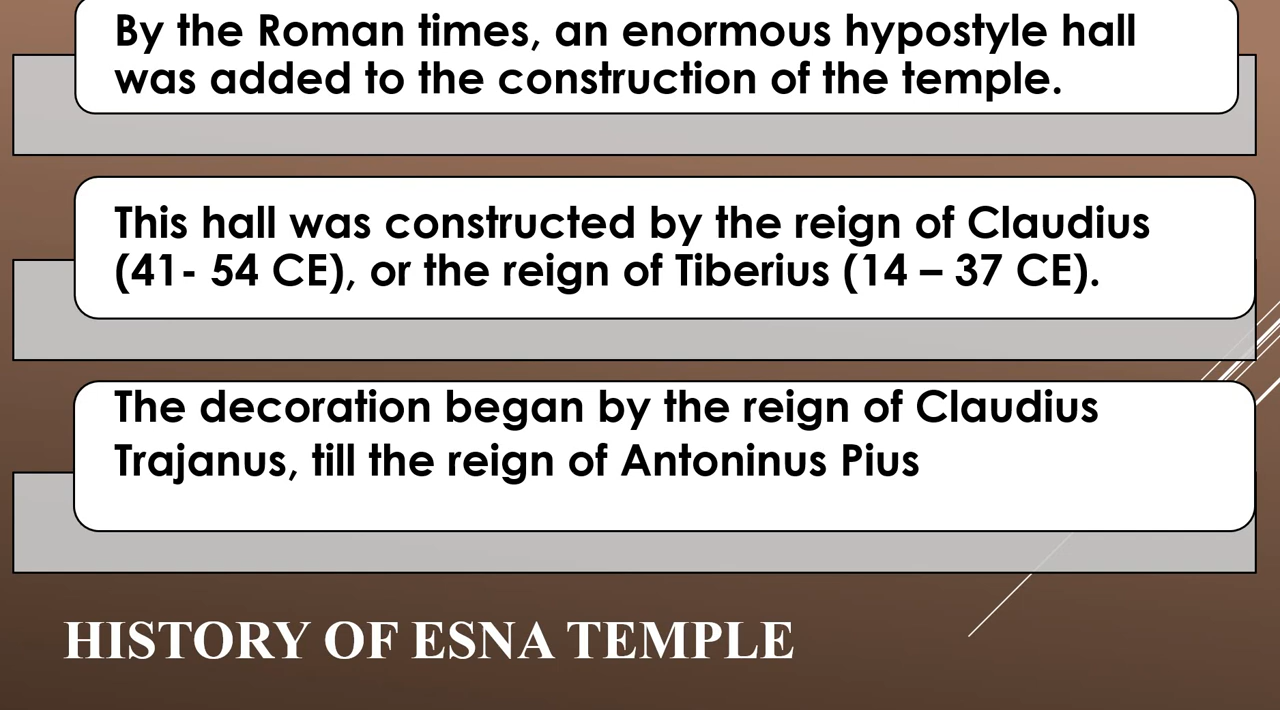 By the Roman times, an enormous hypostyle hall
was added to the construction of the temple.
This hall was constructed by the reign of Claudius
(41- 54 CE), or the reign of Tiberius (14 – 37 CE).
The decoration began by the reign of Claudius
Trajanus, till the reign of Antoninus Pius
HISTORY OF ESNA TEMPLE